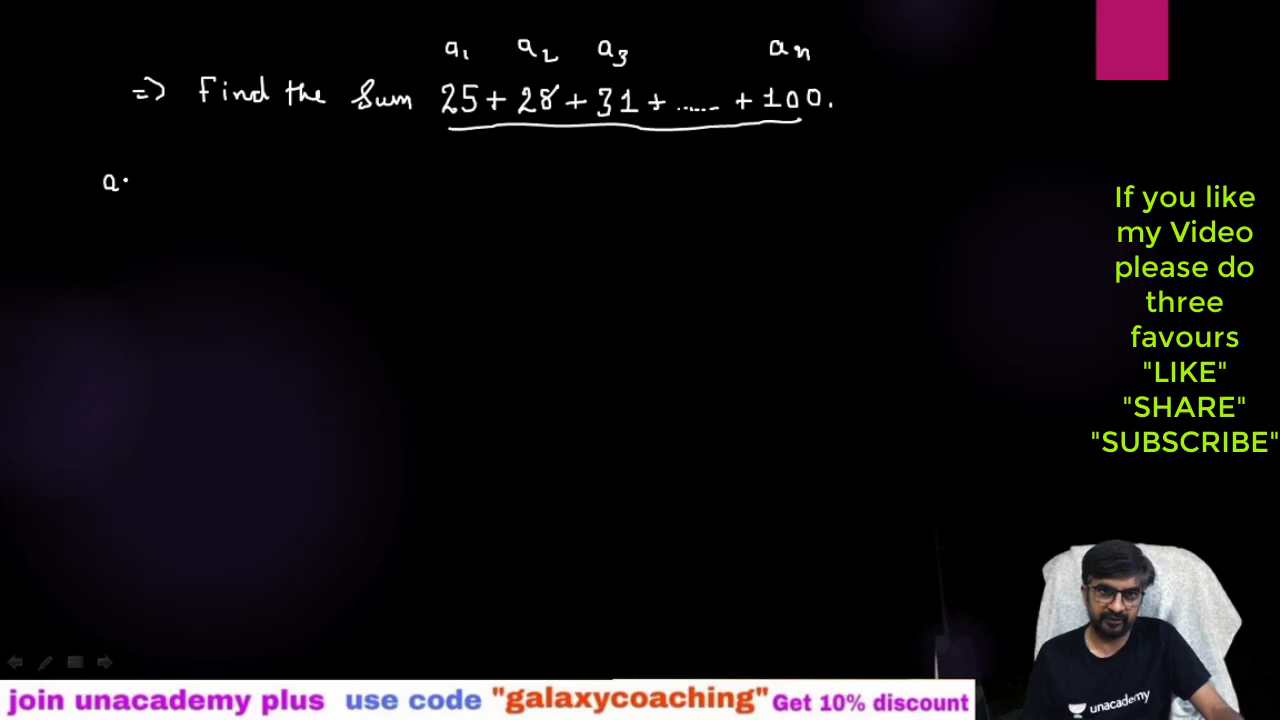 a1 a2 a3 an
=> Find the Sum 25 + 28 + 31 + ...... + 100.
a.
If you like
my Video
please do
three
favours
"LIKE"
"SHARE"
"SUBSCRIBE"
unacademy
join unacademy plus use code "galaxycoaching" Get 10% discount